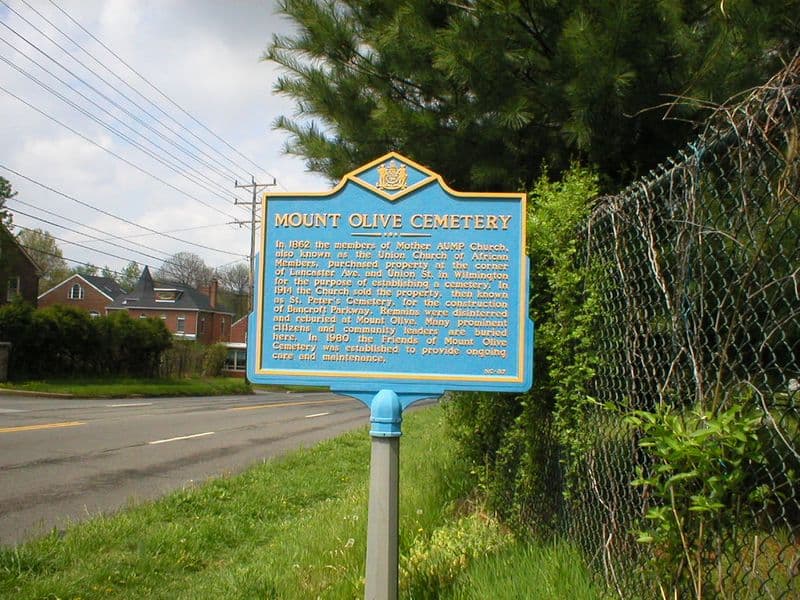 MOUNT OLIVE CEMETERY
In 1862 the members of Mother AUMP Church,
also known as the Union Church of African
Members, purchased property at the corner
of Lancaster Ave. and Union St. in Wilmington
for the purpose of establishing a cemetery. In
1914 the Church sold the property, then known
as St. Peter's Cemetery, for the construction
of Bancroft Parkway. Remains were disinterred
and reburied at Mount Olive. Many prominent
citizens and community leaders are buried
here. In 1980 the Friends of Mount Olive
Cemetery was established to provide ongoing
care and maintenance.